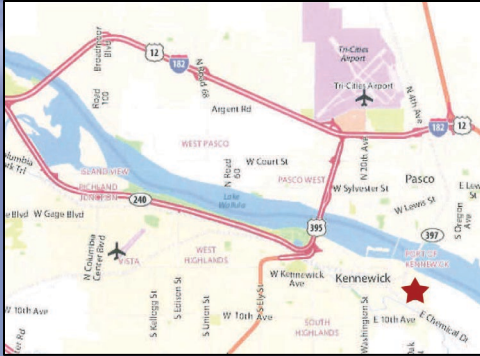 Broadmoor
Blvd
12
182
N Road 68
Tri-Cities
Airport
Tri-Cities Airport
N 4th Ave
Road
100
Argent Rd
182
12
WEST PASCO
W Court St
N 20th Ave
Pasco
ISLAND VIEW
N Road
60
PASCO WEST
W Sylvester St
Park Trl
RICHLAND
JUNCTION
Lake
Wallula
W Lewis St
S Oregon
Ave
240
W Gage Blvd
395
397
N Columbia
Center Blvd
VISTA
WEST
HIGHLANDS
PORT OF
KENNEWICK
W Kennewick
Ave
Kennewick
S Kellogg St
S Edison St
S Union St
S Ely St
W 10th Ave
W 10th Ave
SOUTH
HIGHLANDS
Washington St
E 10th Ave
E Chemical Dr